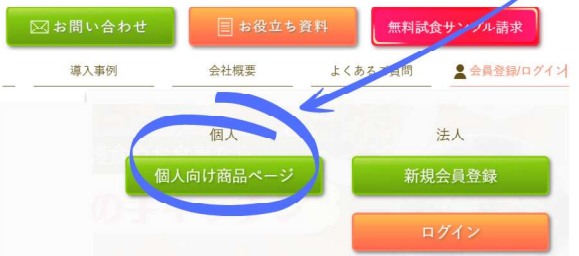 お問い合わせ
お役立ち資料
無料試食サンプル請求
導入事例
会社概要
よくあるご質問
会員登録/ログイン
個人
法人
個人向け商品ページ
新規会員登録
ログイン